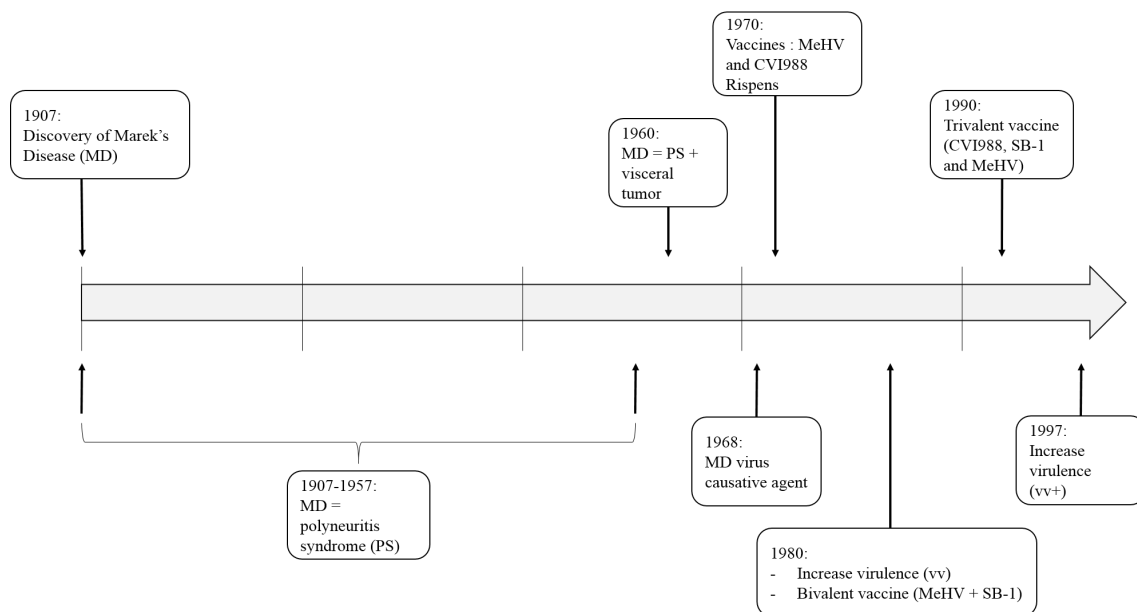 1970:
Vaccines : MeHV
and CVI988
Rispens
1907:
Discovery of Marek’s
Disease (MD)
1990:
Trivalent vaccine
(CVI988, SB-1
and MeHV)
1960:
MD = PS +
visceral
tumor
1968:
MD virus
causative agent
1997:
Increase
virulence
(vv+)
1907-1957:
MD =
polyneuritis
syndrome (PS)
1980:
- Increase virulence (vv)
- Bivalent vaccine (MeHV + SB-1)